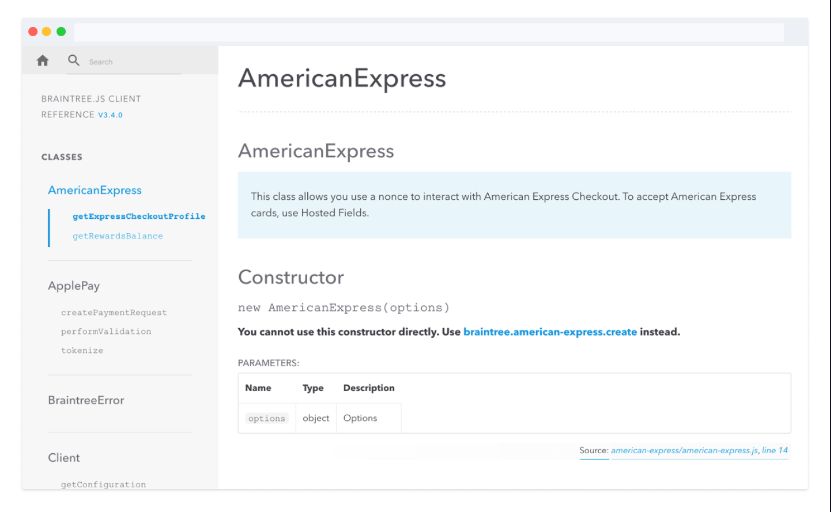 Search
BRAINTREE.JS CLIENT
REFERENCE V3.4.0
CLASSES
AmericanExpress
getExpressCheckoutProfile
getRewardsBalance
ApplePay
createPaymentRequest
performValidation
tokenize
BraintreeError
Client
getConfiguration
AmericanExpress
AmericanExpress
This class allows you use a nonce to interact with American Express Checkout. To accept American Express
cards, use Hosted Fields.
Constructor
new AmericanExpress(options)
You cannot use this constructor directly. Use braintree.american-express.create instead.
PARAMETERS:
Name Type Description
options object Options
Source: american-express/american-express.js, line 14